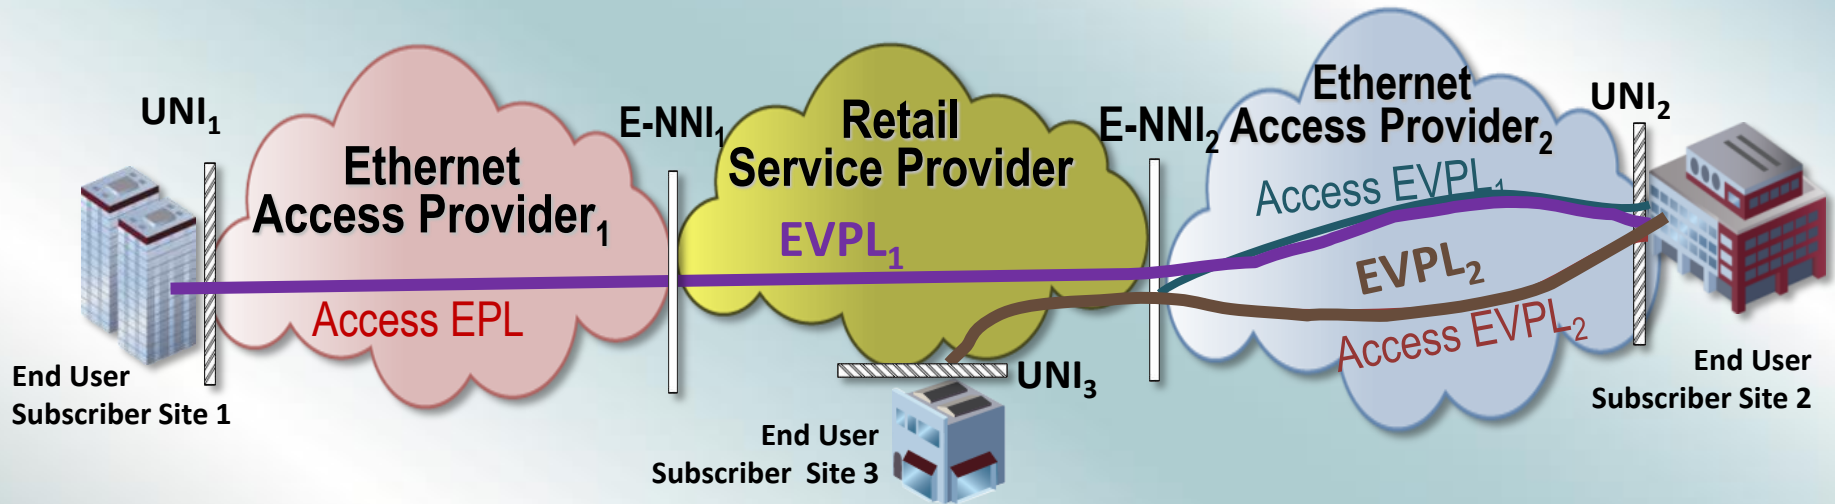 UNI₁
Ethernet
Access Provider₁
E-NNI₁
Retail
Service Provider
E-NNI₂
Ethernet
Access Provider₂
UNI₂
Access EVPL₁
EVPL₁
EVPL₂
Access EPL
Access EVPL₂
UNI₃
End User
Subscriber Site 1
End User
Subscriber Site 3
End User
Subscriber Site 2